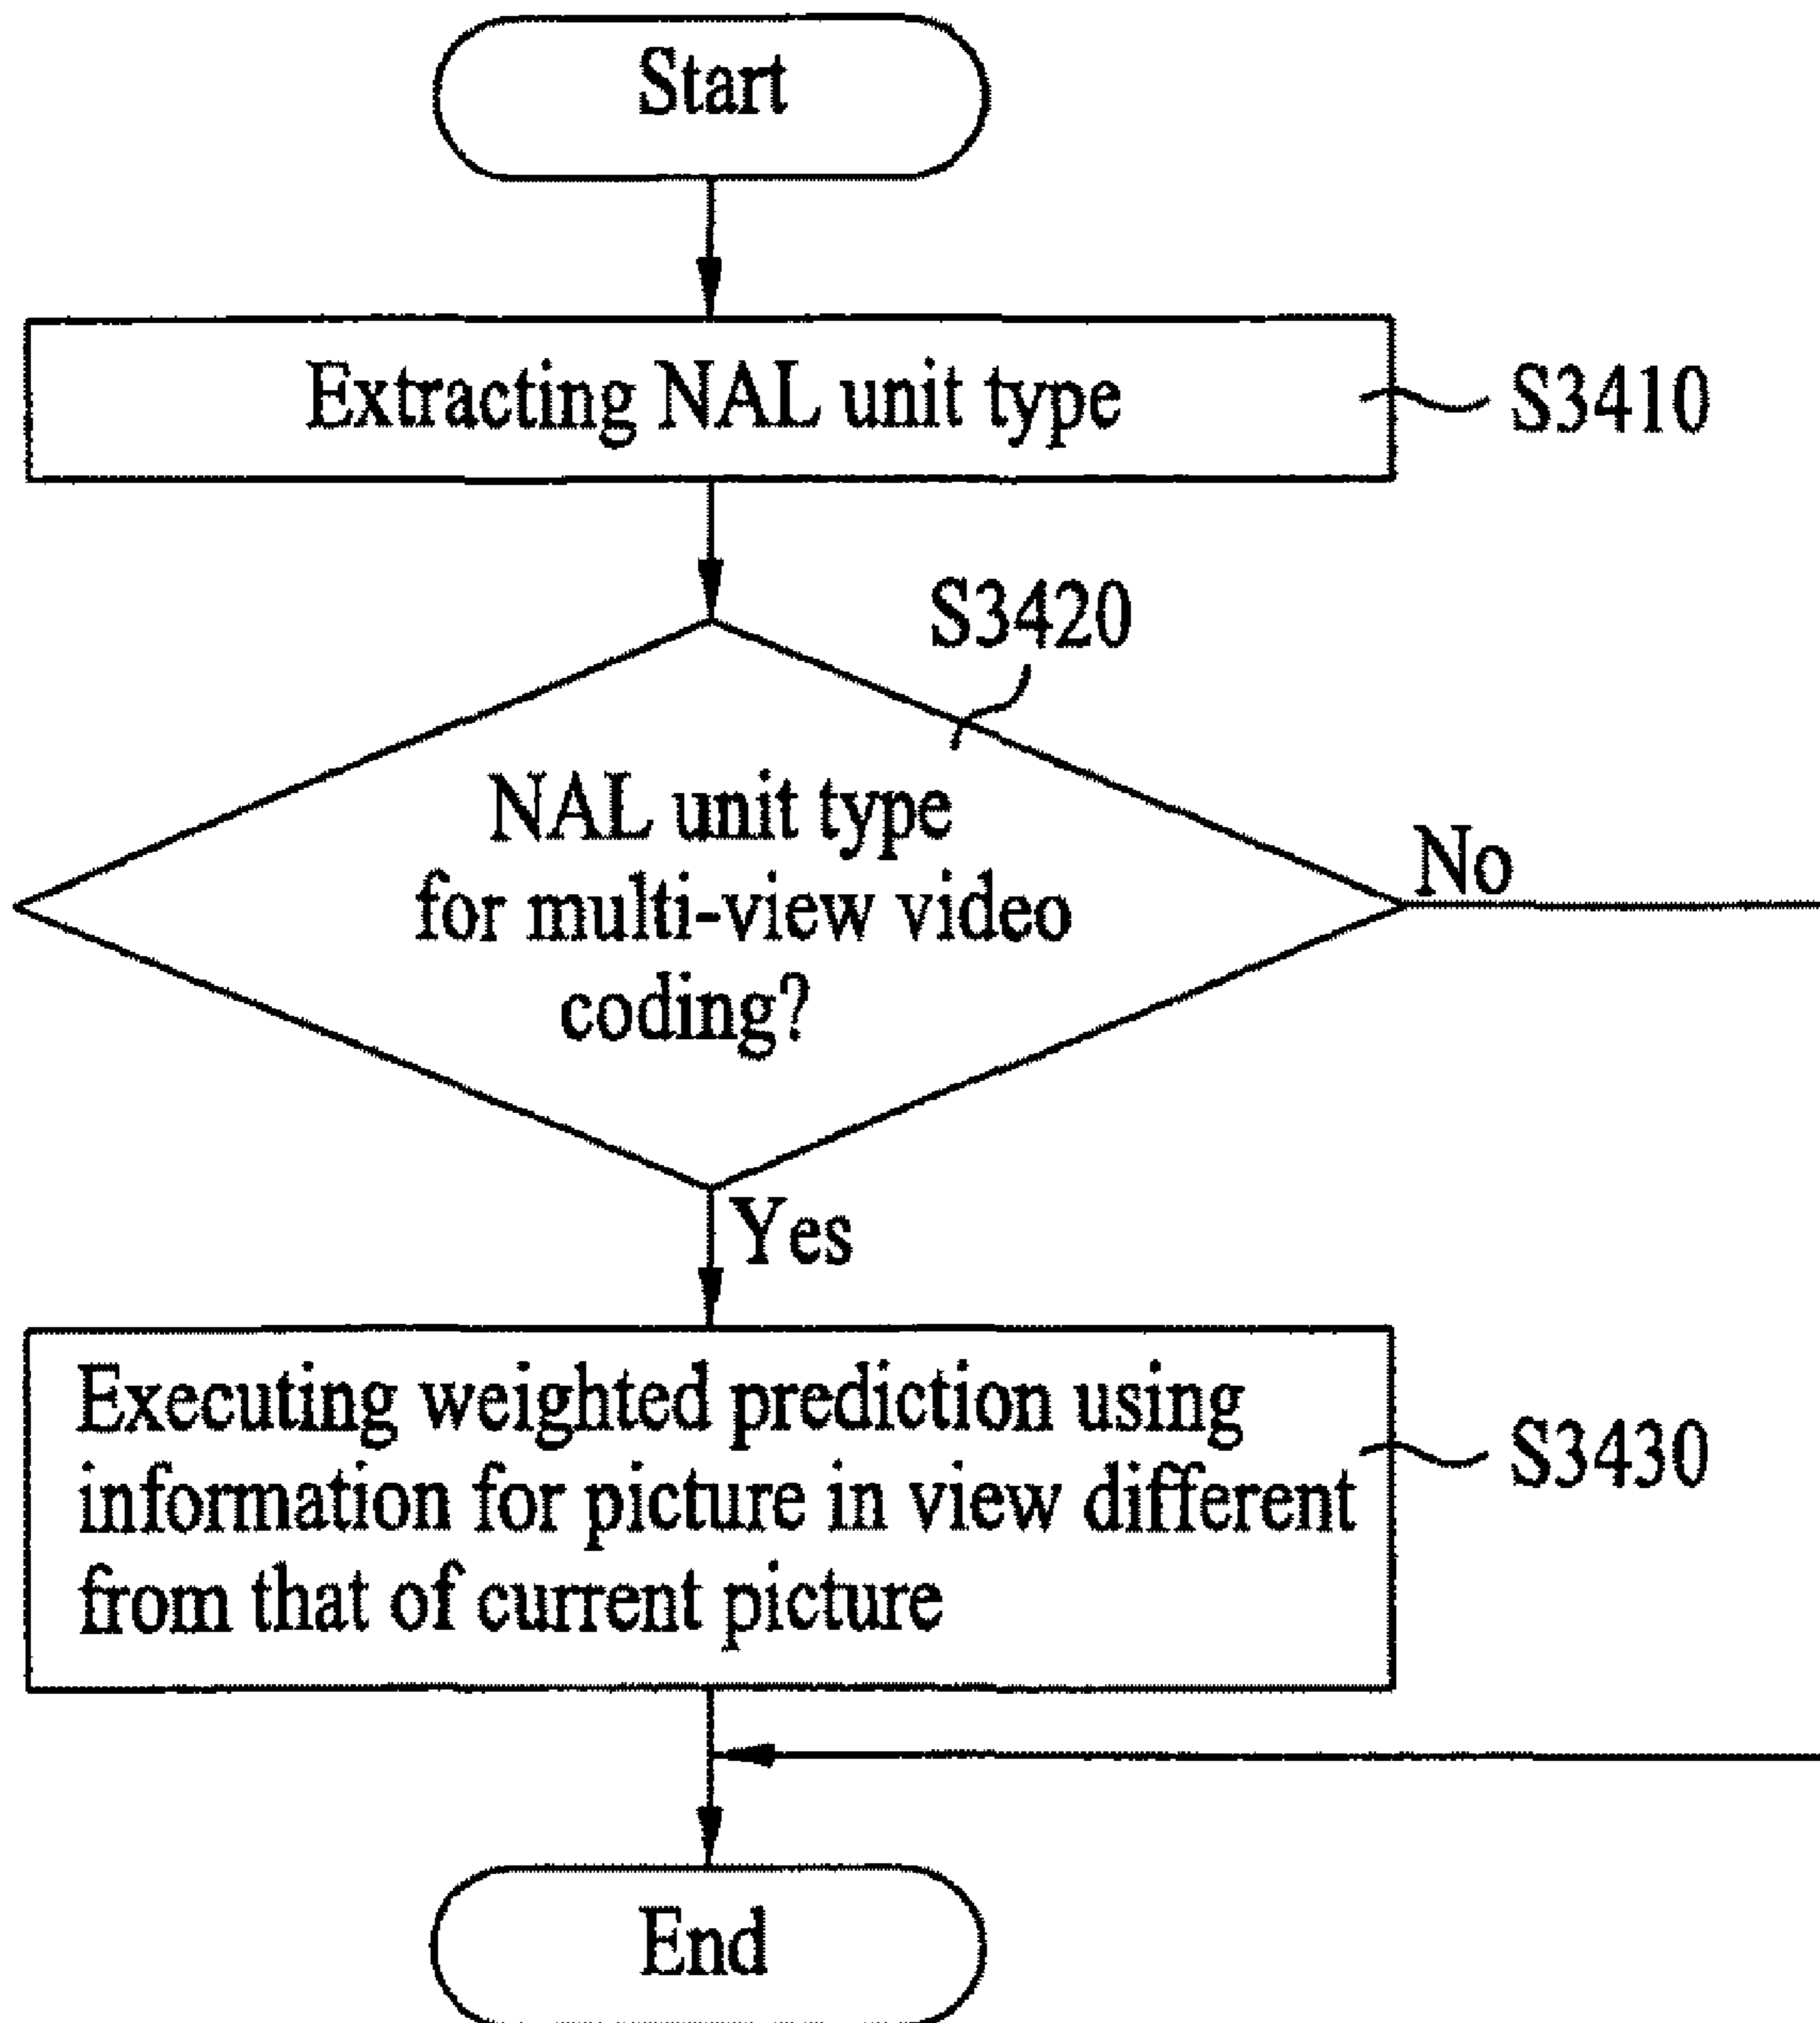 Start
Extracting NAL unit type
S3410
S3420
NAL unit type
for multi-view video
coding?
No
Yes
Executing weighted prediction using
information for picture in view different
from that of current picture
S3430
End